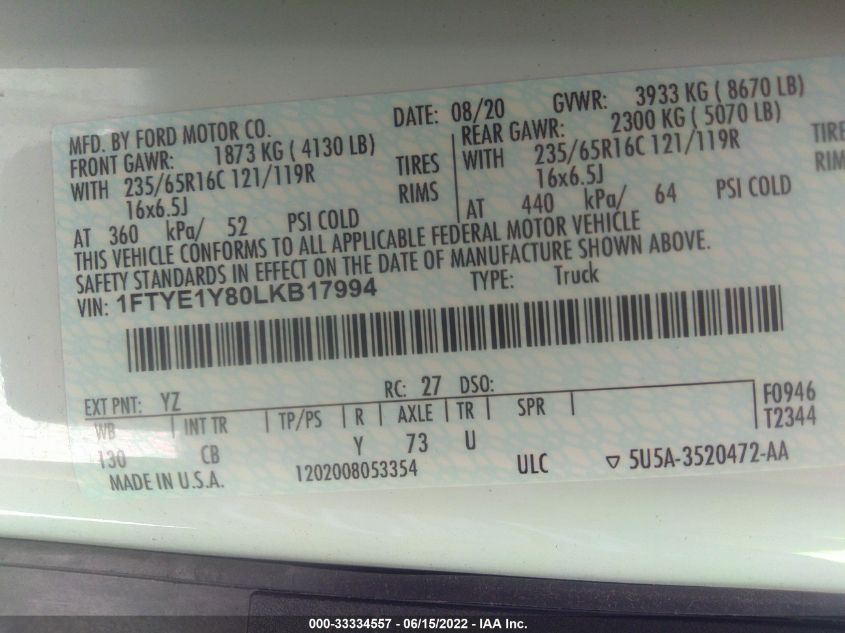 MFD. BY FORD MOTOR CO.
DATE: 08/20 GVWR: 3933 KG ( 8670 LB)
FRONT GAWR: 1873 KG ( 4130 LB)
WITH 235/65R16C 121/119R TIRES
16x6.5J RIMS
AT 360 kPa/ 52 PSI COLD
REAR GAWR: 2300 KG ( 5070 LB)
WITH 235/65R16C 121/119R TIRE
16x6.5J RIM
AT 440 kPa/ 64 PSI COLD
THIS VEHICLE CONFORMS TO ALL APPLICABLE FEDERAL MOTOR VEHICLE
SAFETY STANDARDS IN EFFECT ON THE DATE OF MANUFACTURE SHOWN ABOVE.
VIN: 1FTYE1Y80LKB17994 TYPE: Truck
EXT PNT: YZ RC: 27 DSO:
WB INT TR TP/PS R AXLE TR SPR
130 CB Y 73 U
F0946
T2344
MADE IN U.S.A. 1202008053354 ULC ▽ 5U5A-3520472-AA
000-33334557 - 06/15/2022 - IAA Inc.